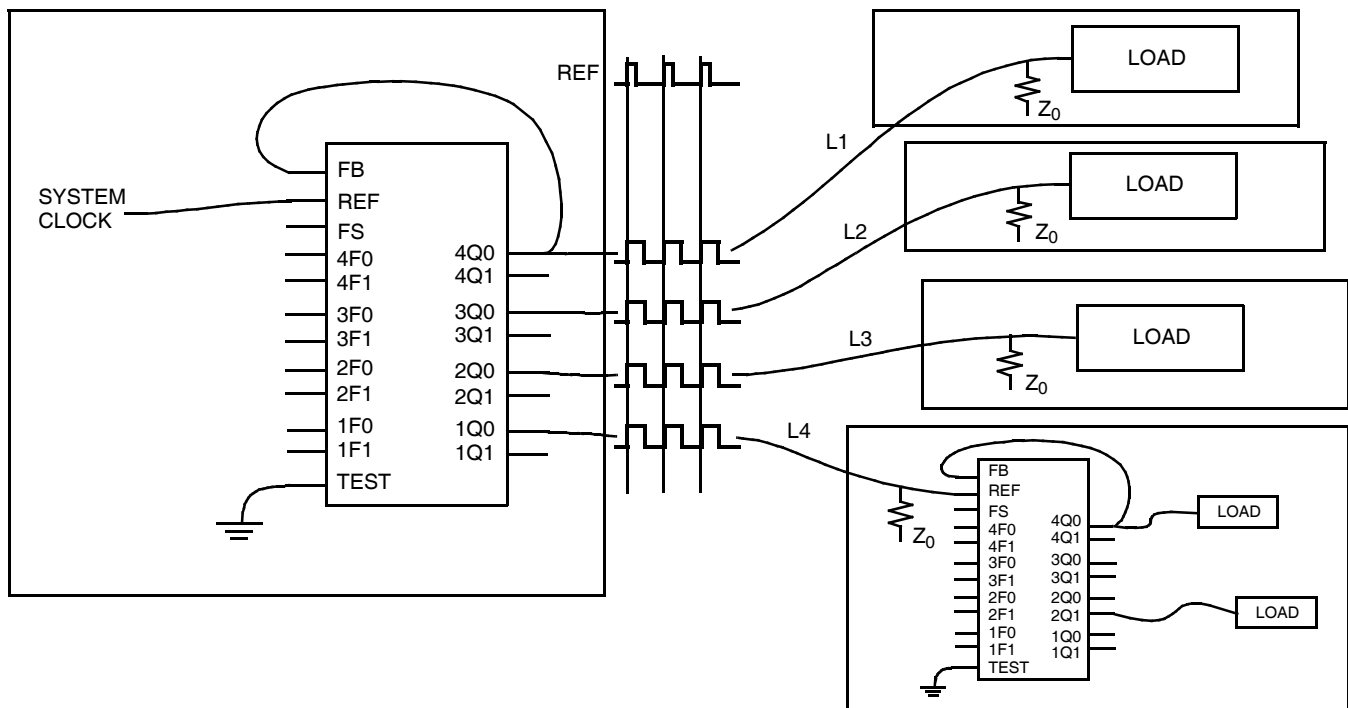 SYSTEM
CLOCK
FB
REF
FS
4F0
4F1
3F0
3F1
2F0
2F1
1F0
1F1
TEST
4Q0
4Q1
3Q0
3Q1
2Q0
2Q1
1Q0
1Q1
REF
L1
L2
L3
L4
LOAD
Z0
LOAD
Z0
LOAD
Z0
Z0
FB
REF
FS
4F0
4F1
3F0
3F1
2F0
2F1
1F0
1F1
TEST
4Q0
4Q1
3Q0
3Q1
2Q0
2Q1
1Q0
1Q1
LOAD
LOAD